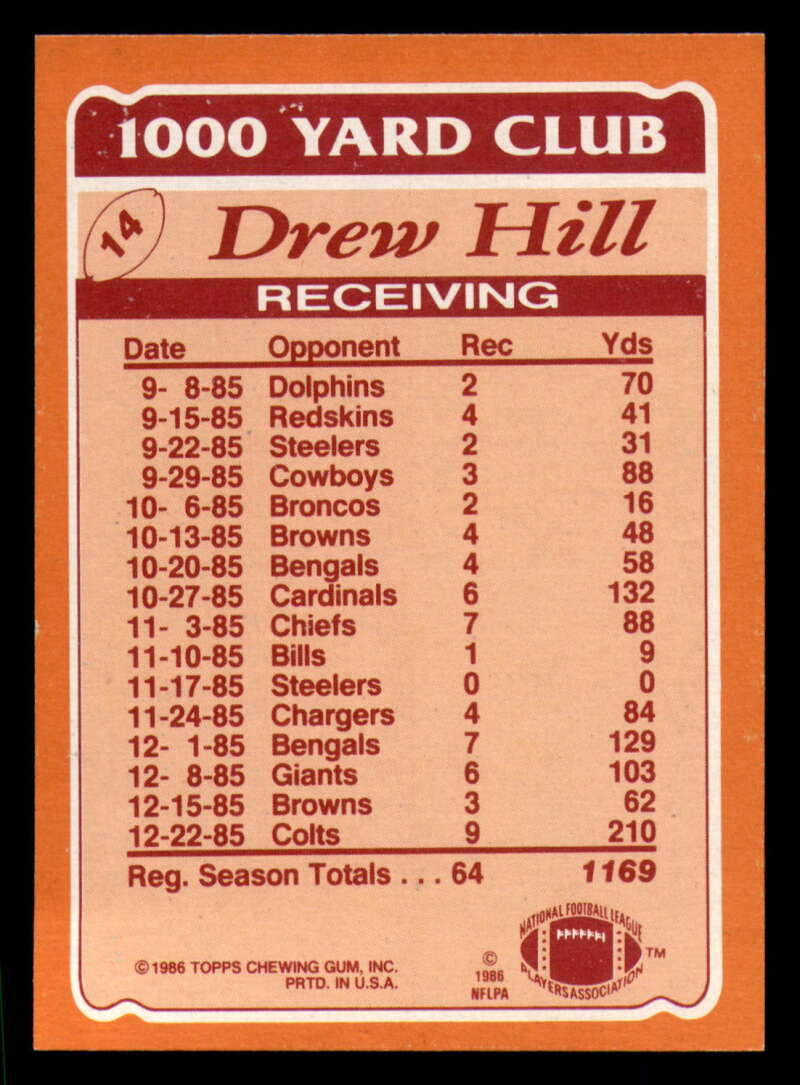 1000 YARD CLUB
14
Drew Hill
RECEIVING
Date Opponent Rec Yds
9- 8-85 Dolphins 2 70
9-15-85 Redskins 4 41
9-22-85 Steelers 2 31
9-29-85 Cowboys 3 88
10- 6-85 Broncos 2 16
10-13-85 Browns 4 48
10-20-85 Bengals 4 58
10-27-85 Cardinals 6 132
11- 3-85 Chiefs 7 88
11-10-85 Bills 1 9
11-17-85 Steelers 0 0
11-24-85 Chargers 4 84
12- 1-85 Bengals 7 129
12- 8-85 Giants 6 103
12-15-85 Browns 3 62
12-22-85 Colts 9 210
Reg. Season Totals . . . 64 1169
© 1986 TOPPS CHEWING GUM, INC.
PRTD. IN U.S.A.
©
1986
NFLPA
NATIONAL FOOTBALL LEAGUE
PLAYERS ASSOCIATION
TM